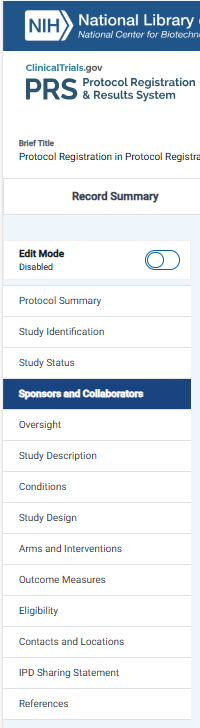 NIH
National Library
National Center for Biotechn
ClinicalTrials.gov
PRS Protocol Registration
& Results System
Brief Title
Protocol Registration in Protocol Registra
Record Summary
Edit Mode
Disabled
Protocol Summary
Study Identification
Study Status
Sponsors and Collaborators
Oversight
Study Description
Conditions
Study Design
Arms and Interventions
Outcome Measures
Eligibility
Contacts and Locations
IPD Sharing Statement
References